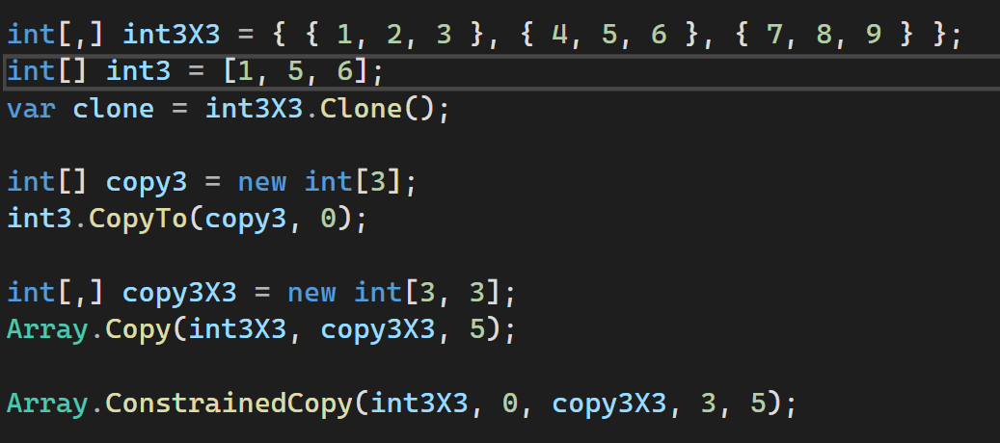 int[,] int3X3 = { { 1, 2, 3 }, { 4, 5, 6 }, { 7, 8, 9 } };
int[] int3 = [1, 5, 6];
var clone = int3X3.Clone();
int[] copy3 = new int[3];
int3.CopyTo(copy3, 0);
int[,] copy3X3 = new int[3, 3];
Array.Copy(int3X3, copy3X3, 5);
Array.ConstrainedCopy(int3X3, 0, copy3X3, 3, 5);